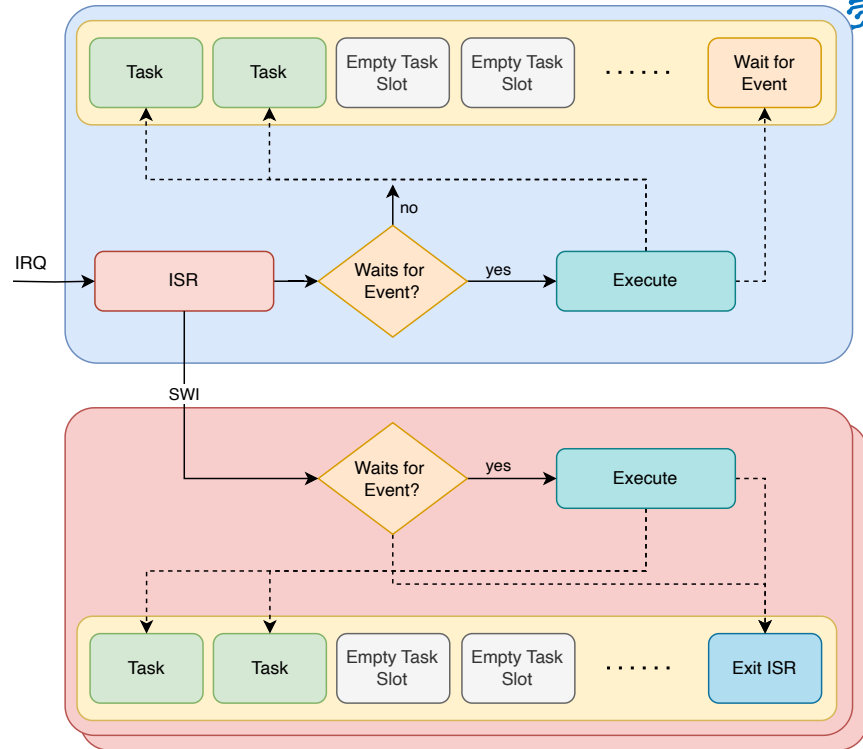 Task
Task
Empty Task
Slot
Empty Task
Slot
......
Wait for
Event
no
IRQ
ISR
Waits for
Event?
yes
Execute
SWI
Waits for
Event?
yes
Execute
Task
Task
Empty Task
Slot
Empty Task
Slot
......
Exit ISR